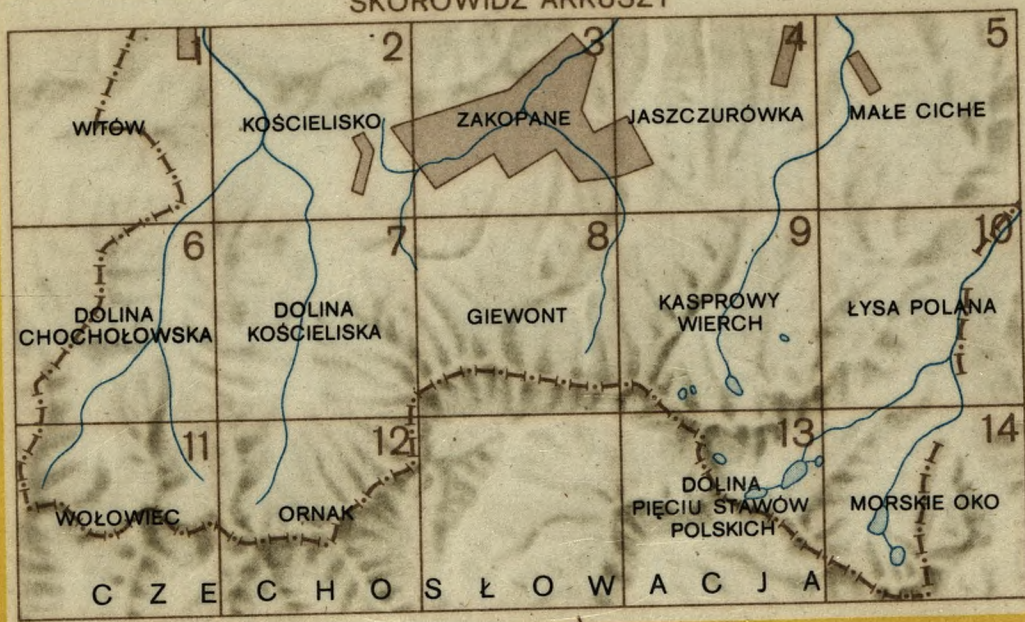 SKOROWIDZ ARKUSZY
1
2
3
4
5
WITÓW
KOŚCIELISKO
ZAKOPANE
JASZCZURÓWKA
MAŁE CICHE
6
7
8
9
10
DOLINA
CHOCHOŁOWSKA
DOLINA
KOŚCIELISKA
GIEWONT
KASPROWY
WIERCH
ŁYSA POLANA
11
12
13
14
WOŁOWIEC
ORNAK
DOLINA
PIĘCIU STAWÓW
POLSKICH
MORSKIE OKO
CZECHOSŁOWACJA